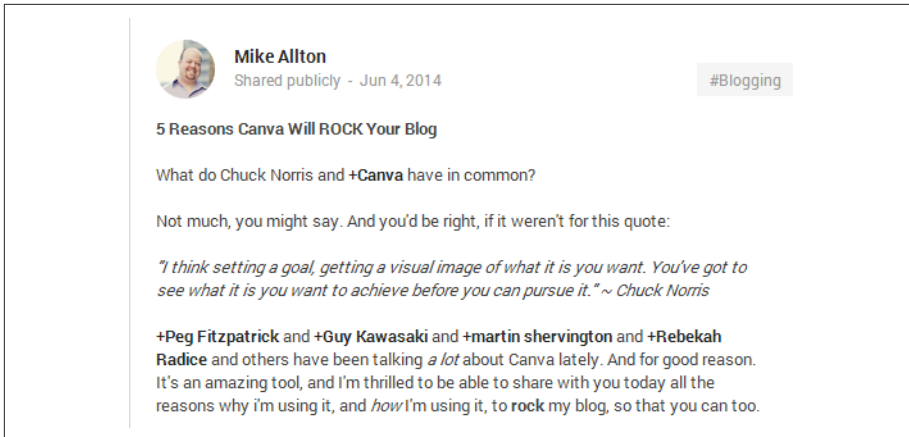 Mike Allton
Shared publicly - Jun 4, 2014
#Blogging
5 Reasons Canva Will ROCK Your Blog
What do Chuck Norris and +Canva have in common?
Not much, you might say. And you'd be right, if it weren't for this quote:
"I think setting a goal, getting a visual image of what it is you want. You've got to
see what it is you want to achieve before you can pursue it." ~ Chuck Norris
+Peg Fitzpatrick and +Guy Kawasaki and +martin shervington and +Rebekah
Radice and others have been talking a lot about Canva lately. And for good reason.
It's an amazing tool, and I'm thrilled to be able to share with you today all the
reasons why i'm using it, and how I'm using it, to rock my blog, so that you can too.